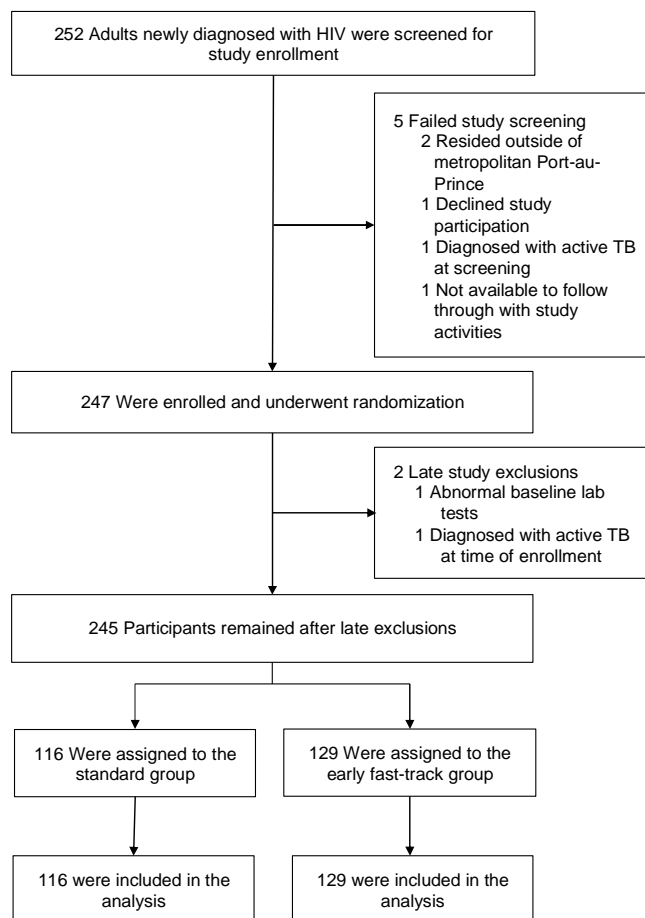 252 Adults newly diagnosed with HIV were screened for
study enrollment
5 Failed study screening
2 Resided outside of
metropolitan Port-au-
Prince
1 Declined study
participation
1 Diagnosed with active TB
at screening
1 Not available to follow
through with study
activities
247 Were enrolled and underwent randomization
2 Late study exclusions
1 Abnormal baseline lab
tests
1 Diagnosed with active TB
at time of enrollment
245 Participants remained after late exclusions
116 Were assigned to the
standard group
129 Were assigned to the
early fast-track group
116 were included in the
analysis
129 were included in the
analysis